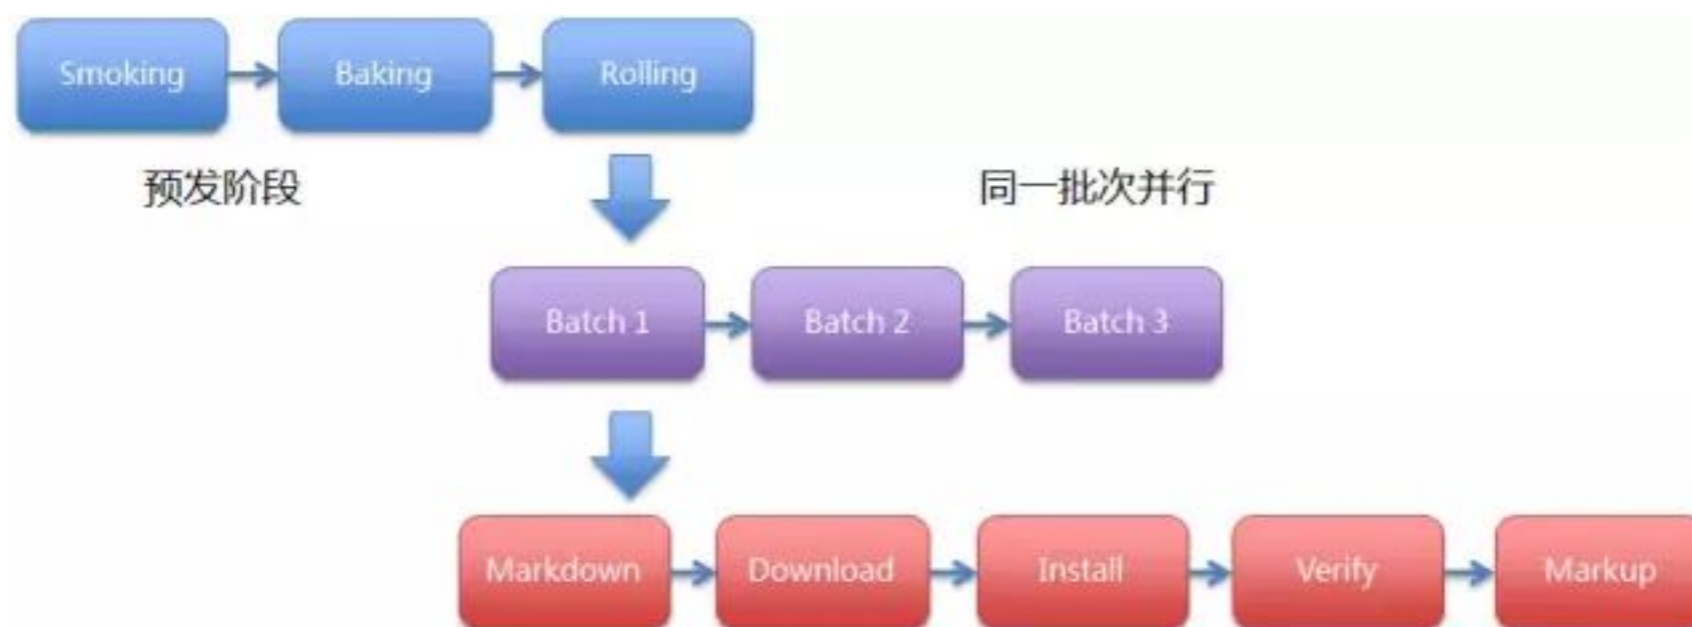 Smoking Baking Rolling
预发阶段 同一批次并行
Batch 1 Batch 2 Batch 3
Markdown Download Install Verify Markup